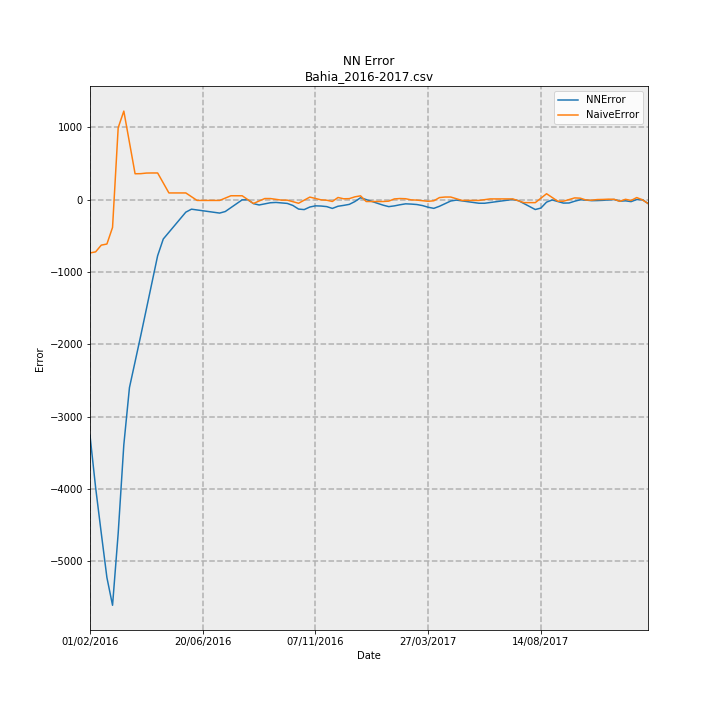 NN Error
Bahia_2016-2017.csv
NNError
NaiveError
1000
0
−1000
−2000
−3000
−4000
−5000
Error
01/02/2016
20/06/2016
07/11/2016
27/03/2017
14/08/2017
Date